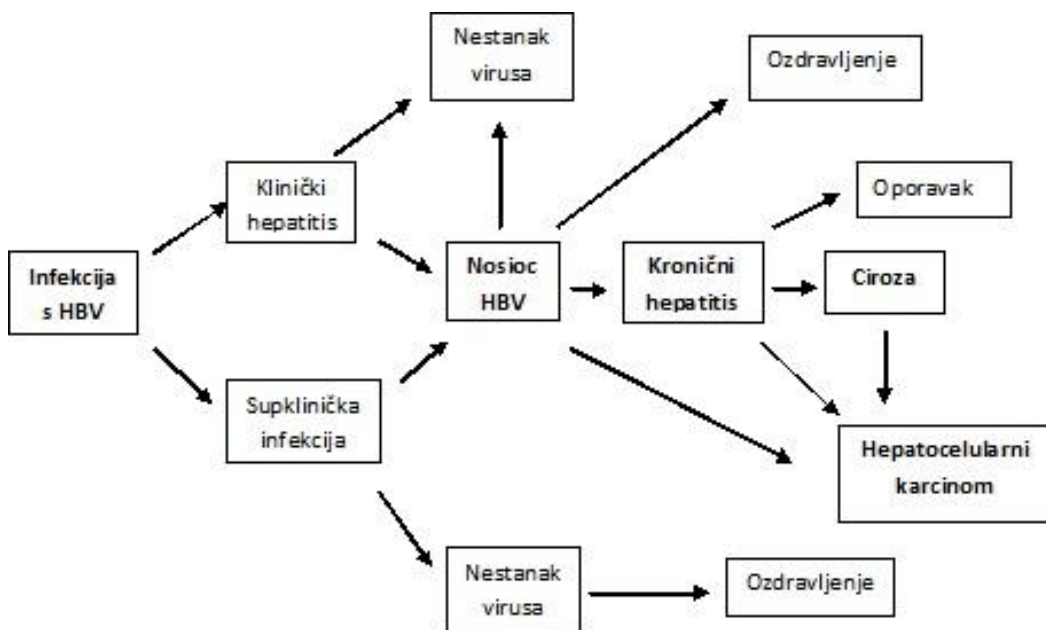 Nestanak
virusa
Ozdravljenje
Klinički
hepatitis
Oporavak
Infekcija
s HBV
Nosioc
HBV
Kronični
hepatitis
Ciroza
Supklinička
infekcija
Hepatocelularni
karcinom
Nestanak
virusa
Ozdravljenje